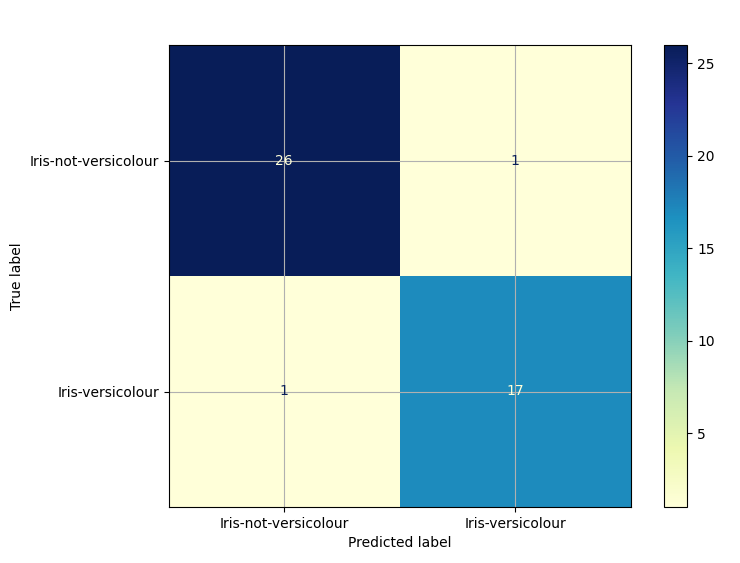 25
Iris-not-versicolour
26
1
20
15
True label
10
Iris-versicolour
1
17
5
Iris-not-versicolour
Iris-versicolour
Predicted label